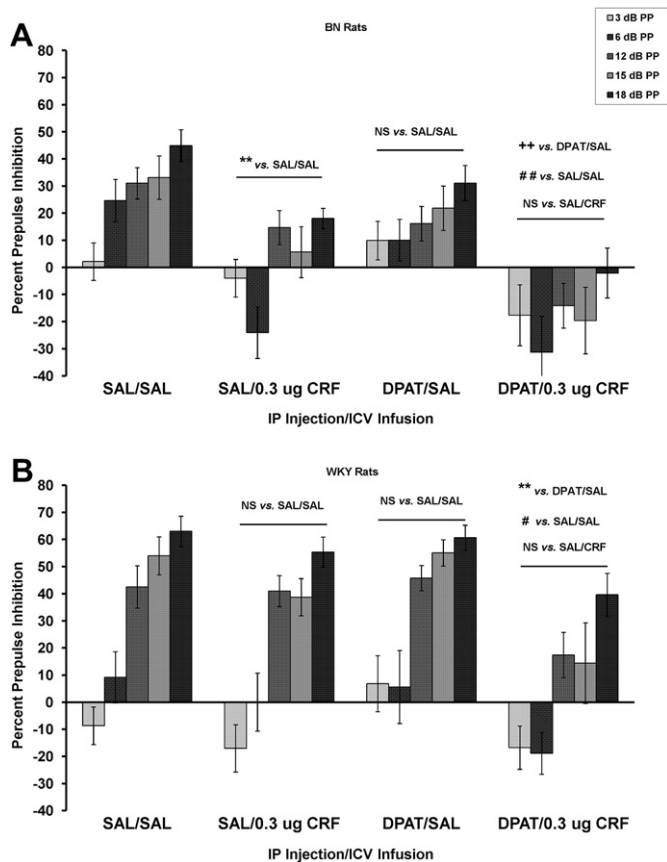 A
BN Rats
3 dB PP
6 dB PP
12 dB PP
15 dB PP
18 dB PP
Percent Prepulse Inhibition
80
70
60
50
40
30
20
10
0
-10
-20
-30
-40
** vs. SAL/SAL
NS vs. SAL/SAL
++ vs. DPAT/SAL
## vs. SAL/SAL
NS vs. SAL/CRF
SAL/SAL SAL/0.3 ug CRF DPAT/SAL DPAT/0.3 ug CRF
IP Injection/ICV Infusion
B
WKY Rats
Percent Prepulse Inhibition
80
70
60
50
40
30
20
10
0
-10
-20
-30
-40
NS vs. SAL/SAL
NS vs. SAL/SAL
** vs. DPAT/SAL
# vs. SAL/SAL
NS vs. SAL/CRF
SAL/SAL SAL/0.3 ug CRF DPAT/SAL DPAT/0.3 ug CRF
IP Injection/ICV Infusion